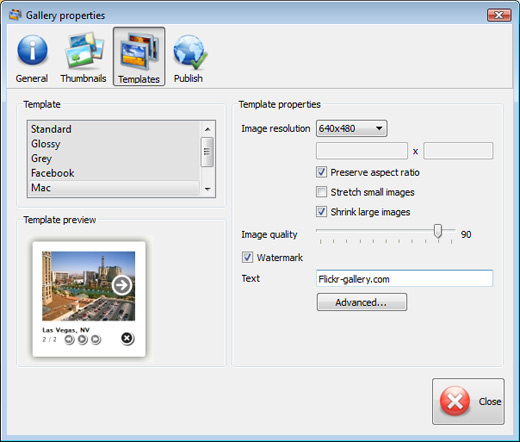 Gallery properties
General
Thumbnails
Templates
Publish
Template
Standard
Glossy
Grey
Facebook
Mac
Template preview
Las Vegas, NV
2 / 2
Template properties
Image resolution 640x480
x
Preserve aspect ratio
Stretch small images
Shrink large images
Image quality 90
Watermark
Text Flickr-gallery.com
Advanced...
Close